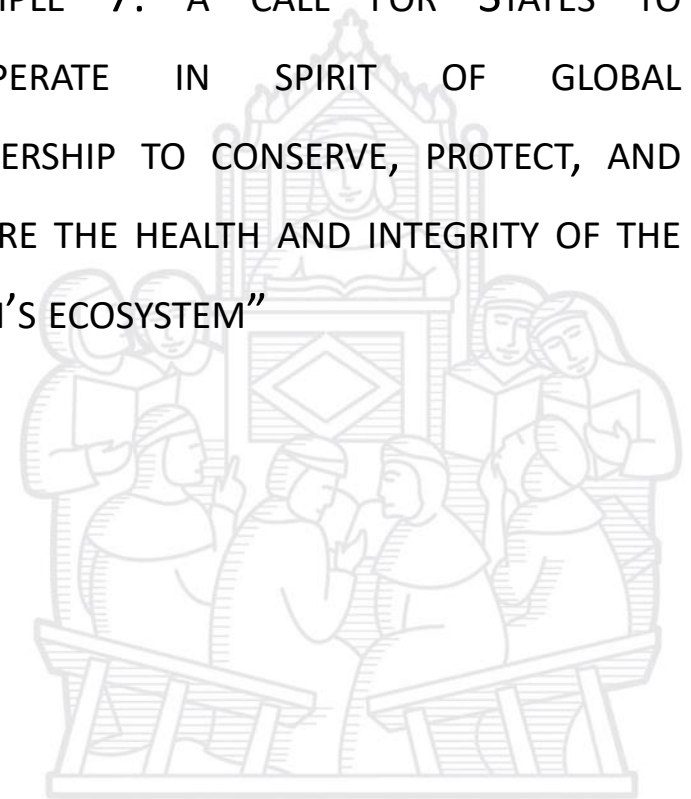 IPLE 7: A CALL FOR STATES TO
PERATE IN SPIRIT OF GLOBAL
ERSHIP TO CONSERVE, PROTECT, AND
RE THE HEALTH AND INTEGRITY OF THE
'S ECOSYSTEM”